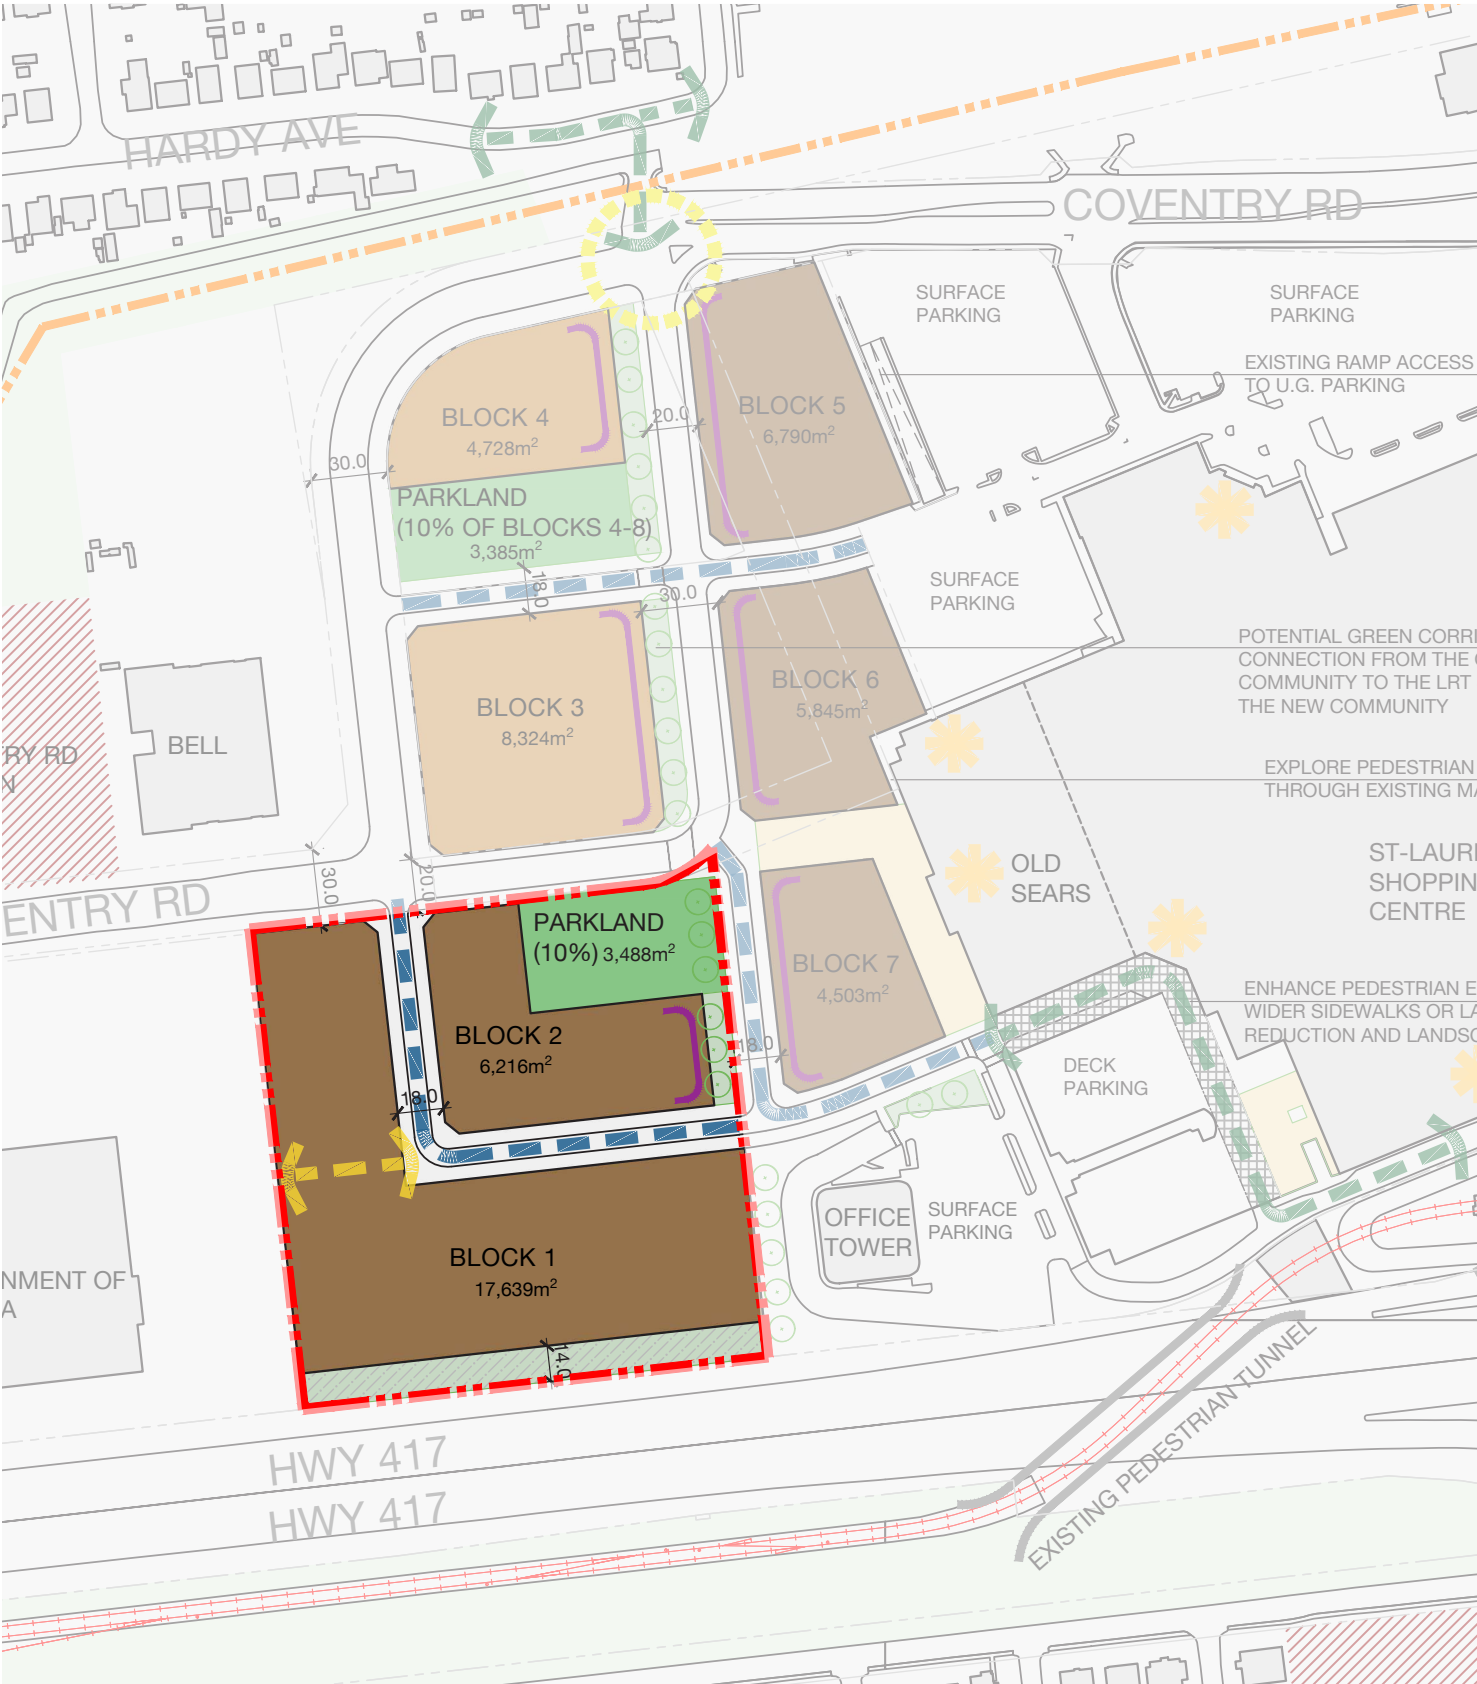 HARDY AVE
COVENTRY RD
SURFACE
PARKING
SURFACE
PARKING
EXISTING RAMP ACCESS
TO U.G. PARKING
BLOCK 4
4,728m²
20.0
BLOCK 5
6,790m²
30.0
PARKLAND
(10% OF BLOCKS 4-8)
3,385m²
18.0
30.0
SURFACE
PARKING
POTENTIAL GREEN CORRI
CONNECTION FROM THE
COMMUNITY TO THE LRT
THE NEW COMMUNITY
BLOCK 3
8,324m²
BLOCK 6
5,845m²
BELL
RY RD
EXPLORE PEDESTRIAN
THROUGH EXISTING MA
OLD
SEARS
ST-LAUR
SHOPPIN
CENTRE
30.0
20.0
ENTRY RD
PARKLAND
(10%) 3,488m²
BLOCK 7
4,503m²
ENHANCE PEDESTRIAN E
WIDER SIDEWALKS OR LA
REDUCTION AND LANDSC
BLOCK 2
6,216m²
18.0
18.0
DECK
PARKING
OFFICE
TOWER
SURFACE
PARKING
BLOCK 1
17,639m²
NMENT OF
A
14.0
HWY 417
HWY 417
EXISTING PEDESTRIAN TUNNEL